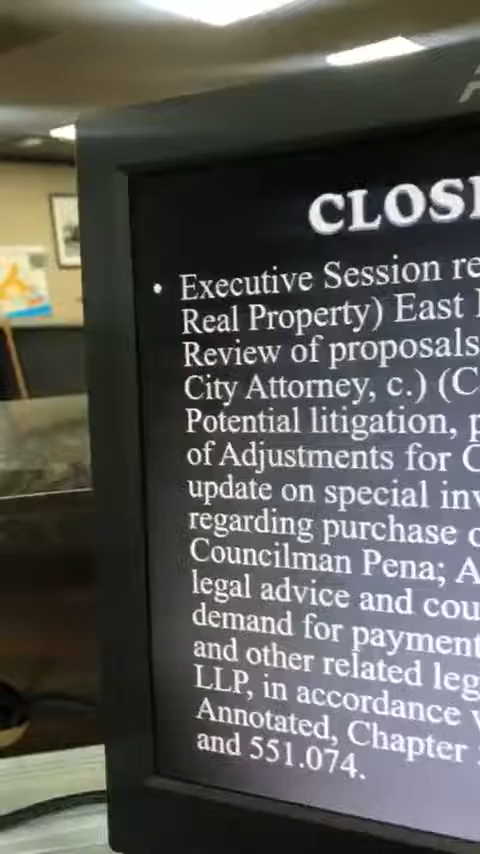 CLOS
• Executive Session re
Real Property) East
Review of proposals
City Attorney, c.) (C
Potential litigation, p
of Adjustments for C
update on special inv
regarding purchase o
Councilman Pena; A
legal advice and cou
demand for payment
and other related leg
LLP, in accordance
Annotated, Chapter
and 551.074.